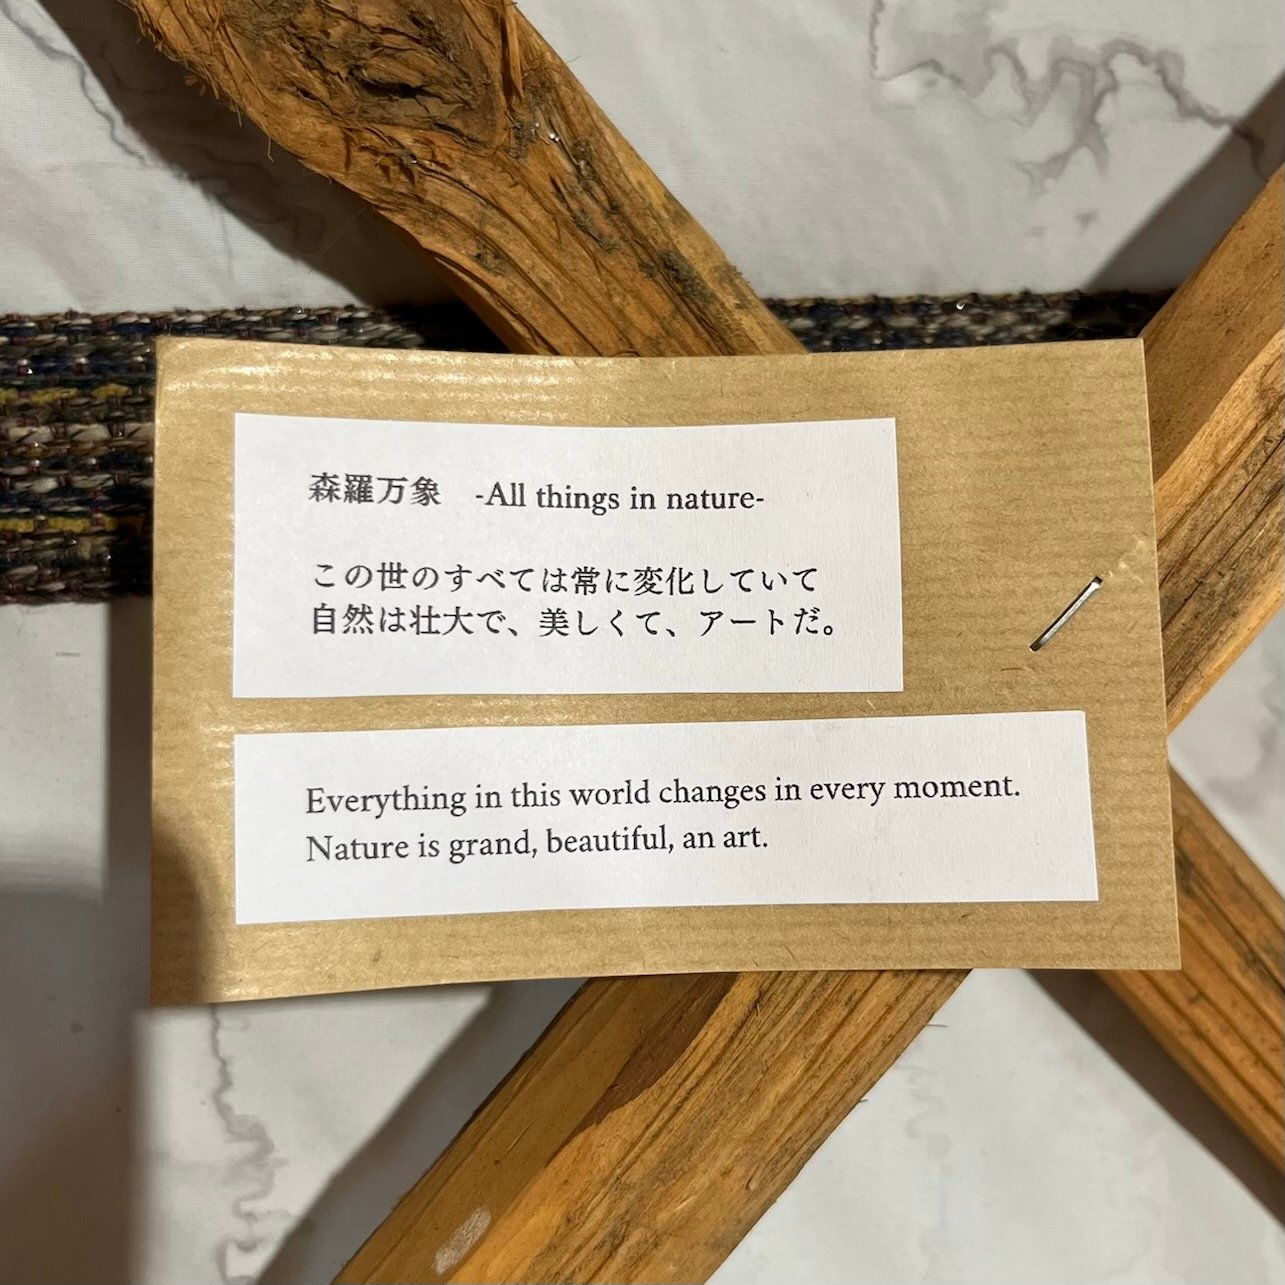 森羅万象　-All things in nature-
この世のすべては常に変化していて
自然は壮大で、美しくて、アートだ。
Everything in this world changes in every moment.
Nature is grand, beautiful, an art.